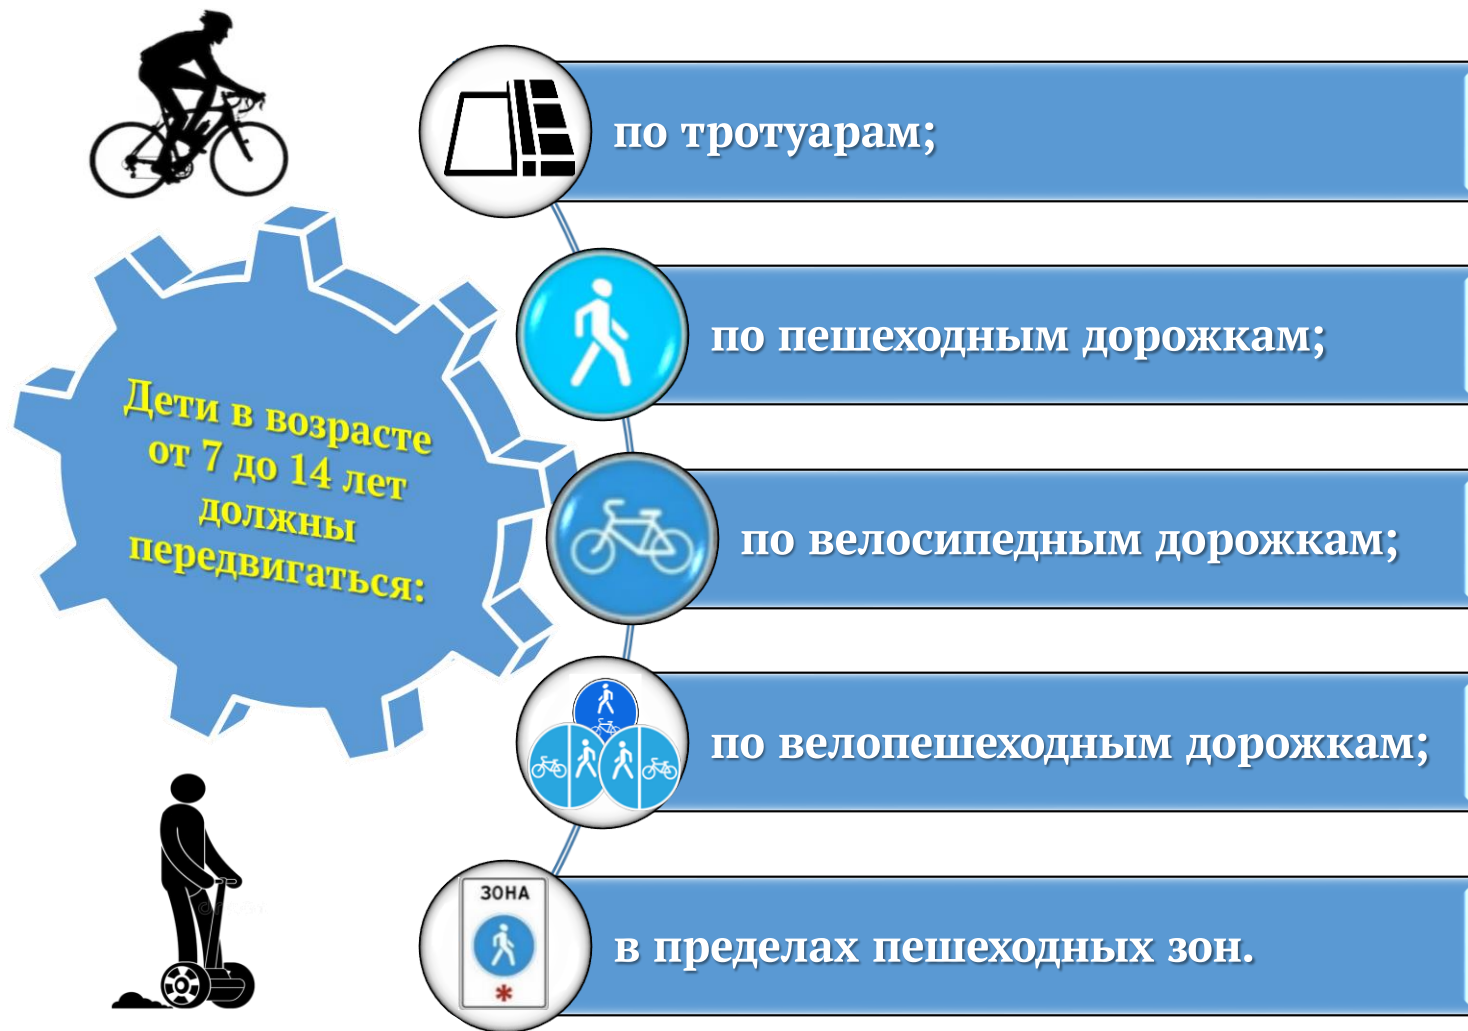 Дети в возрасте
от 7 до 14 лет
должны
передвигаться:
по тротуарам;
по пешеходным дорожкам;
по велосипедным дорожкам;
по велопешеходным дорожкам;
ЗОНА
*
в пределах пешеходных зон.